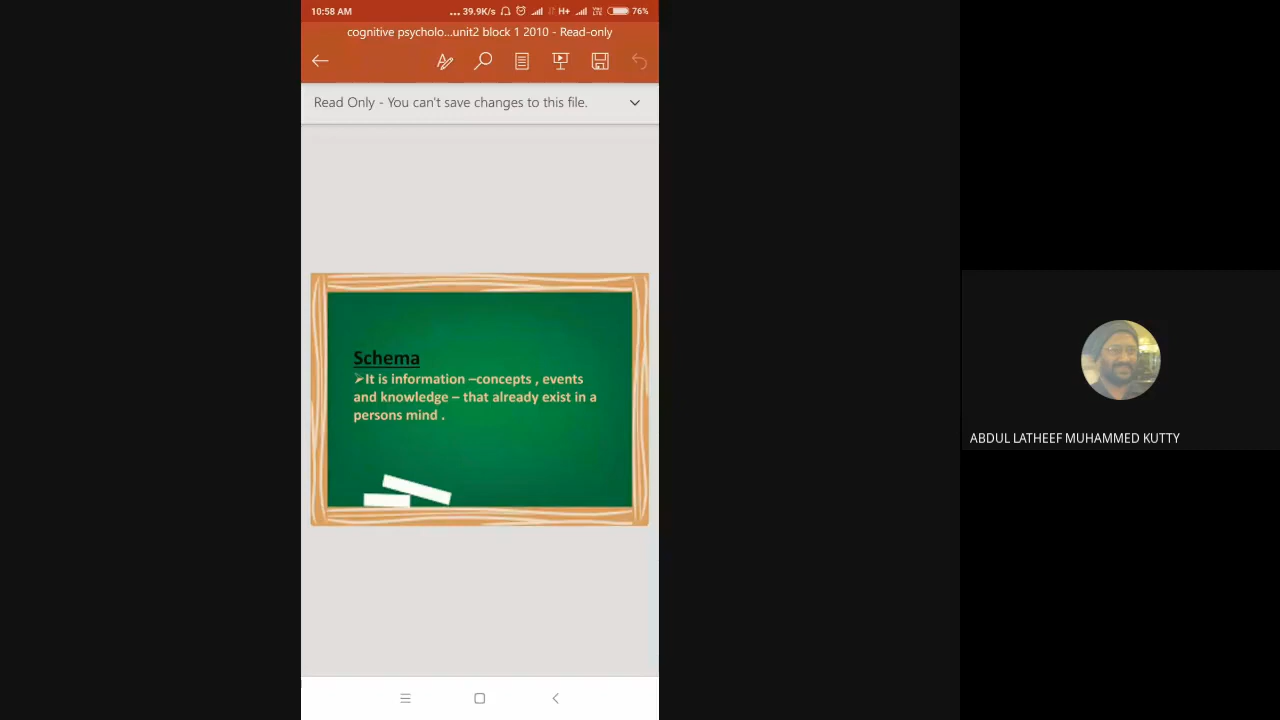 10:58 AM
... 39.9K/s H+ VoLTE 76%
cognitive psycholo...unit2 block 1 2010 - Read-only
Read Only - You can't save changes to this file.
Schema
➢It is information –concepts , events
and knowledge – that already exist in a
persons mind .
ABDUL LATHEEF MUHAMMED KUTTY